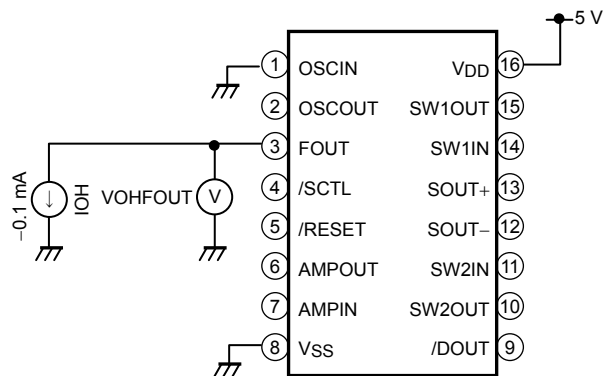 5 V
1 OSCIN VDD 16
2 OSCOUT SW1OUT 15
3 FOUT SW1IN 14
4 /SCTL SOUT+ 13
5 /RESET SOUT− 12
6 AMPOUT SW2IN 11
7 AMPIN SW2OUT 10
8 VSS /DOUT 9
−0.1 mA
IOH
VOHFOUT
V